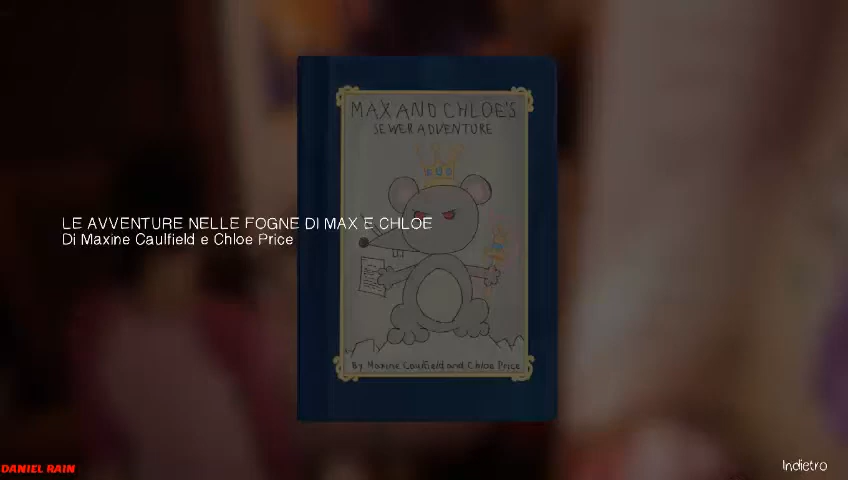 MAX AND CHLOE'S
SEWER ADVENTURE
LE AVVENTURE NELLE FOGNE DI MAX E CHLOE
Di Maxine Caulfield e Chloe Price
By Maxine Caulfield and Chloe Price
DANIEL RAIN
Indietro